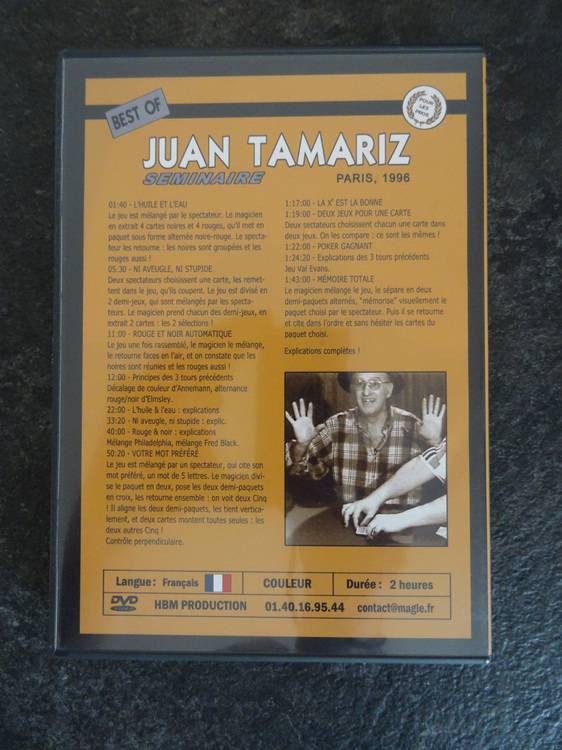 BEST OF
POUR LES PROS
JUAN TAMARIZ
SEMINAIRE
PARIS, 1996
01:40 - L'HUILE ET L'EAU
Le jeu est mélangé par le spectateur. Le magicien
en extrait 4 cartes noires et 4 rouges, qu'il met en
paquet sous forme alternée noire-rouge. Le specta-
teur les retourne : les noires sont groupées et les
rouges aussi !
05:30 - NI AVEUGLE, NI STUPIDE
Deux spectateurs choisissent une carte, les remet-
tent dans le jeu, qu'ils coupent. Le jeu est divisé en
2 demi-jeux, qui sont mélangés par les specta-
teurs. Le magicien prend chacun des demi-jeux, en
extrait 2 cartes : les 2 sélections !
11:00 - ROUGE ET NOIR AUTOMATIQUE
Le jeu une fois rassemblé, le magicien le mélange,
le retourne faces en l'air, et on constate que les
noires sont réunies et les rouges aussi !
12:00 - Principes des 3 tours précédents
Décalage de couleur d'Annemann, alternance
rouge/noir d'Elmsley.
22:00 - L'huile & l'eau : explications
33:20 - Ni aveugle, ni stupide : explic.
40:00 - Rouge & noir : explications
Mélange Philadelphia, mélange Fred Black.
50:20 - VOTRE MOT PRÉFÉRÉ
Le jeu est mélangé par un spectateur, qui cite son
mot préféré, un mot de 5 lettres. Le magicien divi-
se le paquet en deux, pose les deux demi-paquets
en croix, les retourne ensemble : on voit deux Cinq
! Il aligne les deux demi-paquets, les tient vertica-
lement, et deux cartes montent toutes seules : les
deux autres Cinq !
Contrôle perpendiculaire.
1:17:00 - LA Xe EST LA BONNE
1:19:00 - DEUX JEUX POUR UNE CARTE
Deux sectateurs choisissent chacun une carte dans
deux jeux. On les compare : ce sont les mêmes !
1:22:00 - POKER GAGNANT
1:24:20 - Explications des 3 tours précédents
Jeu Val Evans.
1:43:00 - MÉMOIRE TOTALE
Le magicien mélange le jeu, le sépare en deux
demi-paquets alternés, "mémorise" visuellement le
paquet choisi par le spectateur. Puis il se retourne
et cite dans l'ordre et sans hésiter les cartes du
paquet choisi.
Explications complètes !
Langue : Français
COULEUR
Durée : 2 heures
DVD
HBM PRODUCTION
01.40.16.95.44
contact@magie.fr